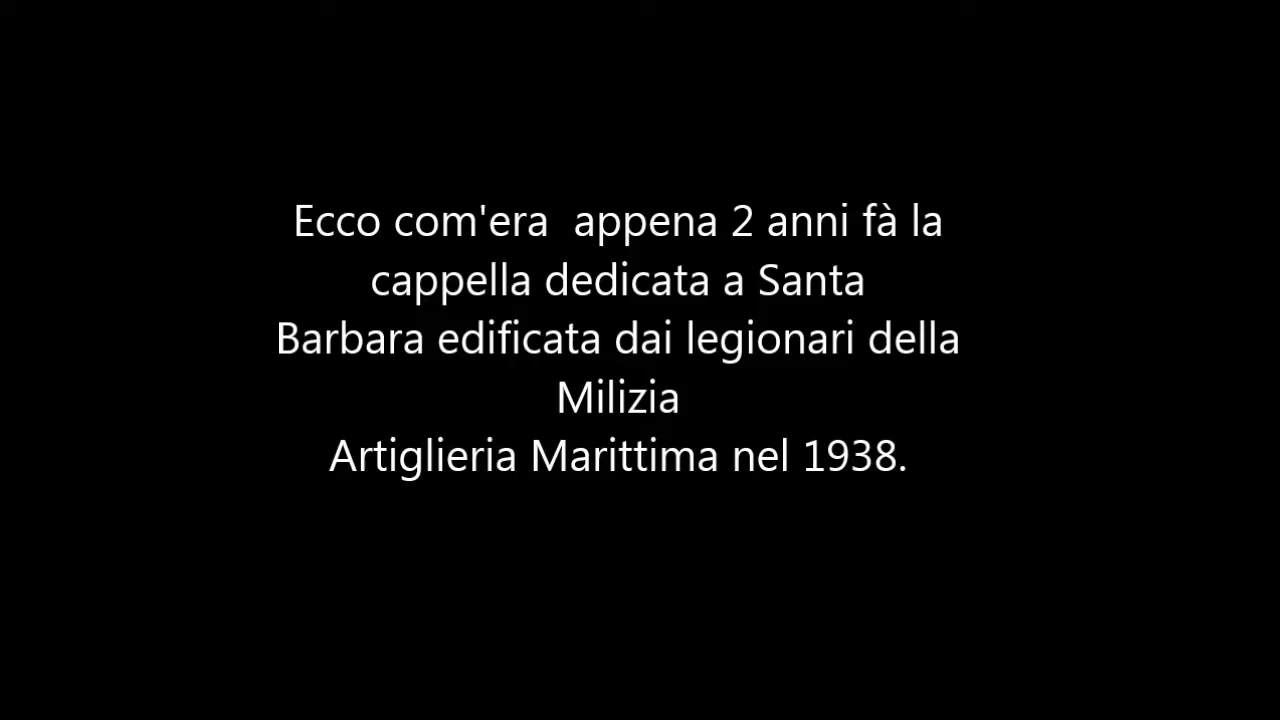 Ecco com'era  appena 2 anni fà la
cappella dedicata a Santa
Barbara edificata dai legionari della
Milizia
Artiglieria Marittima nel 1938.